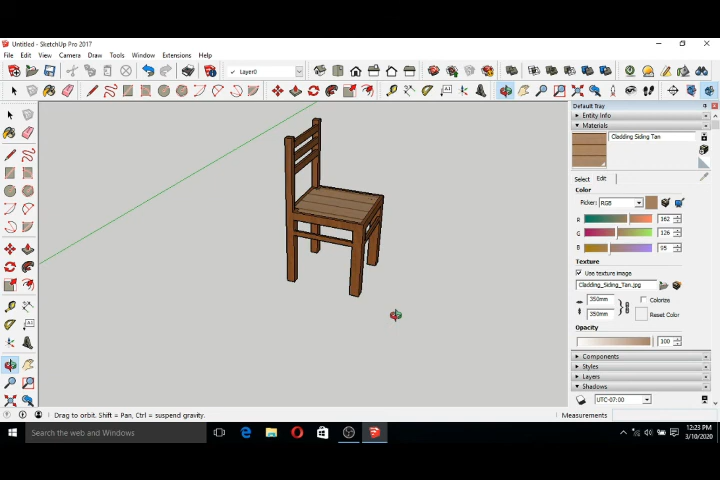 Untitled - SketchUp Pro 2017
File Edit View Camera Draw Tools Window Extensions Help
Layer0
Default Tray
Entity Info
Materials
Cladding Siding Tan
Select Edit
Color
Picker: RGB
R 162
G 126
B 95
Texture
Use texture image
Cladding_Siding_Tan.jpg
350mm Colorize
350mm Reset Color
Opacity
100
Components
Styles
Layers
Shadows
UTC-07:00
Drag to orbit. Shift = Pan, Ctrl = suspend gravity.
Measurements
Search the web and Windows
12:23 PM
3/10/2020